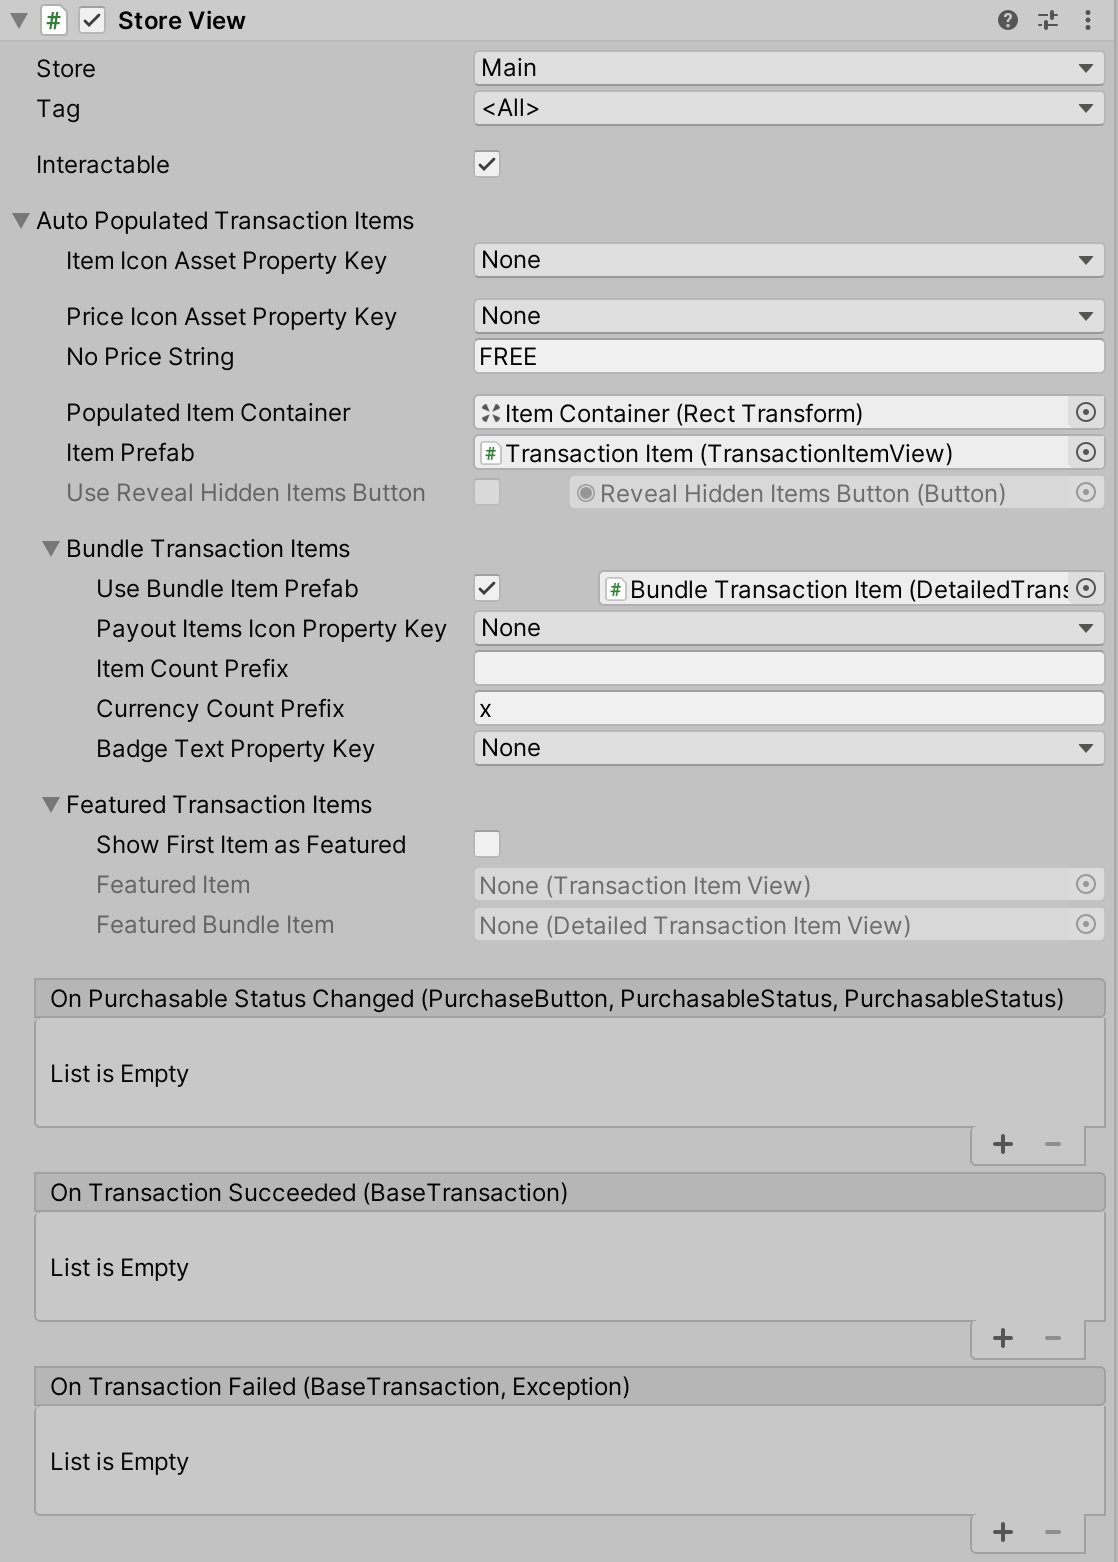 # Store View
Store Main
Tag <All>
Interactable
Auto Populated Transaction Items
Item Icon Asset Property Key None
Price Icon Asset Property Key None
No Price String FREE
Populated Item Container Item Container (Rect Transform)
Item Prefab # Transaction Item (TransactionItemView)
Use Reveal Hidden Items Button Reveal Hidden Items Button (Button)
Bundle Transaction Items
Use Bundle Item Prefab # Bundle Transaction Item (DetailedTrans
Payout Items Icon Property Key None
Item Count Prefix
Currency Count Prefix x
Badge Text Property Key None
Featured Transaction Items
Show First Item as Featured
Featured Item None (Transaction Item View)
Featured Bundle Item None (Detailed Transaction Item View)
On Purchasable Status Changed (PurchaseButton, PurchasableStatus, PurchasableStatus)
List is Empty
On Transaction Succeeded (BaseTransaction)
List is Empty
On Transaction Failed (BaseTransaction, Exception)
List is Empty